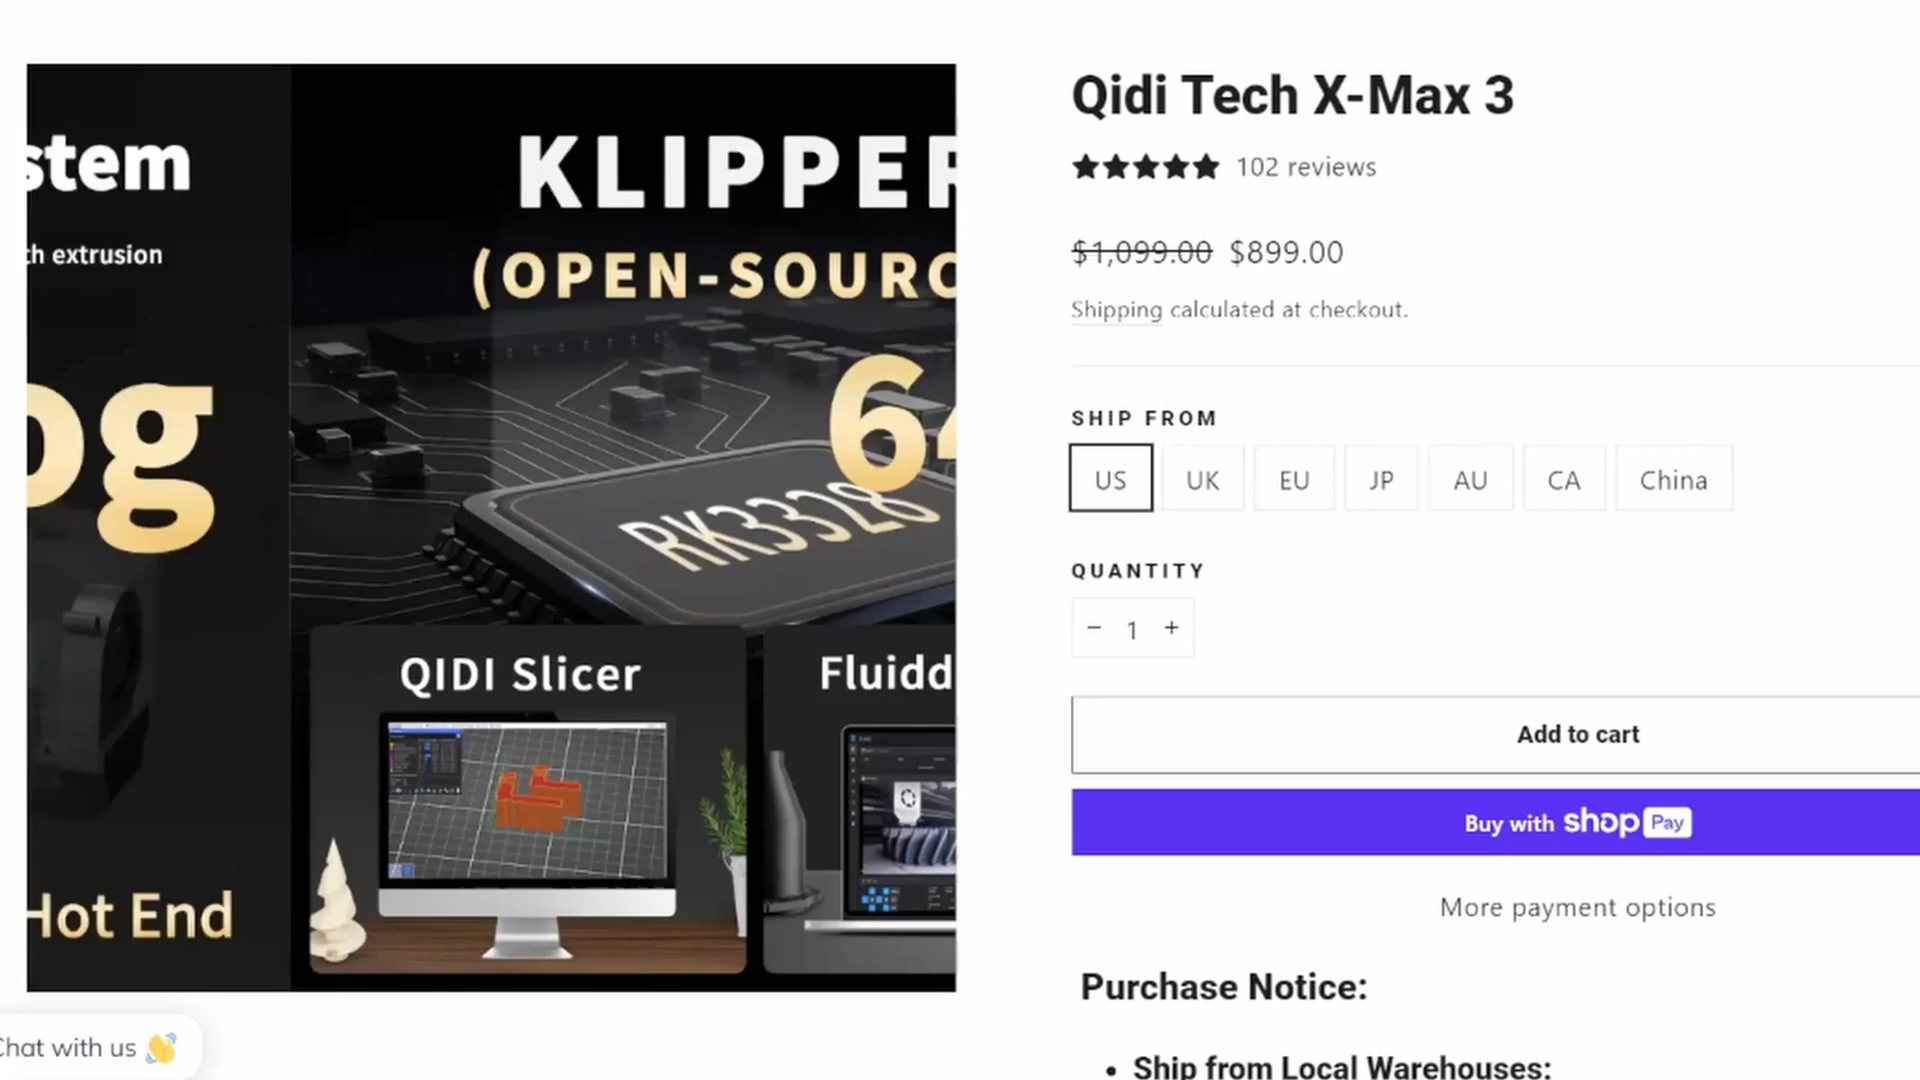 stem
th extrusion
og
Hot End
KLIPPER
(OPEN-SOURC
64
RK3328
QIDI Slicer
Fluidd
Qidi Tech X-Max 3
102 reviews
$1,099.00 $899.00
Shipping calculated at checkout.
SHIP FROM
US UK EU JP AU CA China
QUANTITY
− 1 +
Add to cart
Buy with shop Pay
More payment options
Purchase Notice:
• Ship from Local Warehouses:
Chat with us 👋